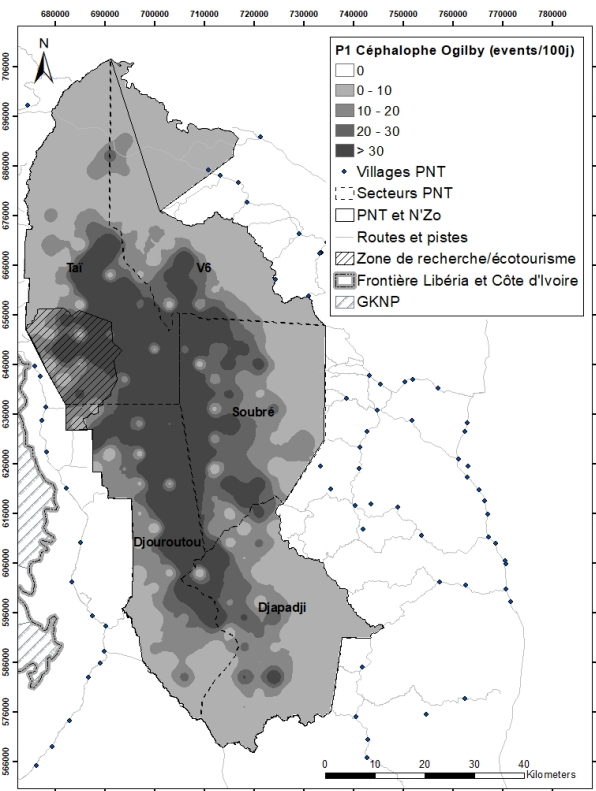 680000 690000 700000 710000 720000 730000 740000 750000 760000 770000 780000
N
P1 Céphalophe Ogilby (events/100j)
0
0 - 10
10 - 20
20 - 30
> 30
Villages PNT
Secteurs PNT
PNT et N'Zo
Routes et pistes
Zone de recherche/écotourisme
Frontière Libéria et Côte d'Ivoire
GKNP
706000
696000
686000
676000
666000
656000
646000
636000
626000
616000
606000
596000
586000
576000
566000
Taï
V6
Soubré
Djouroutou
Djapadji
0 10 20 30 40
Kilometers